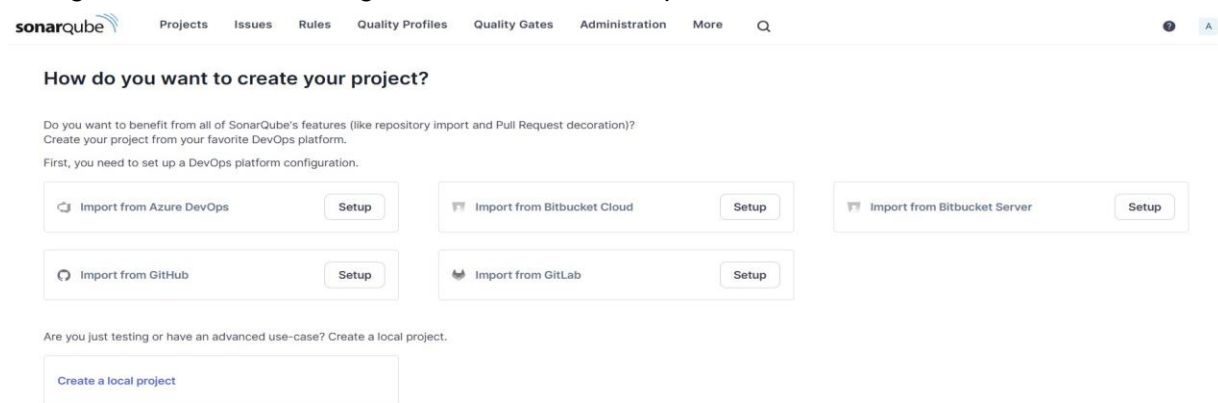 sonarqube Projects Issues Rules Quality Profiles Quality Gates Administration More ? A
How do you want to create your project?
Do you want to benefit from all of SonarQube's features (like repository import and Pull Request decoration)?
Create your project from your favorite DevOps platform.
First, you need to set up a DevOps platform configuration.
Import from Azure DevOps Setup Import from Bitbucket Cloud Setup Import from Bitbucket Server Setup
Import from GitHub Setup Import from GitLab Setup
Are you just testing or have an advanced use-case? Create a local project.
Create a local project